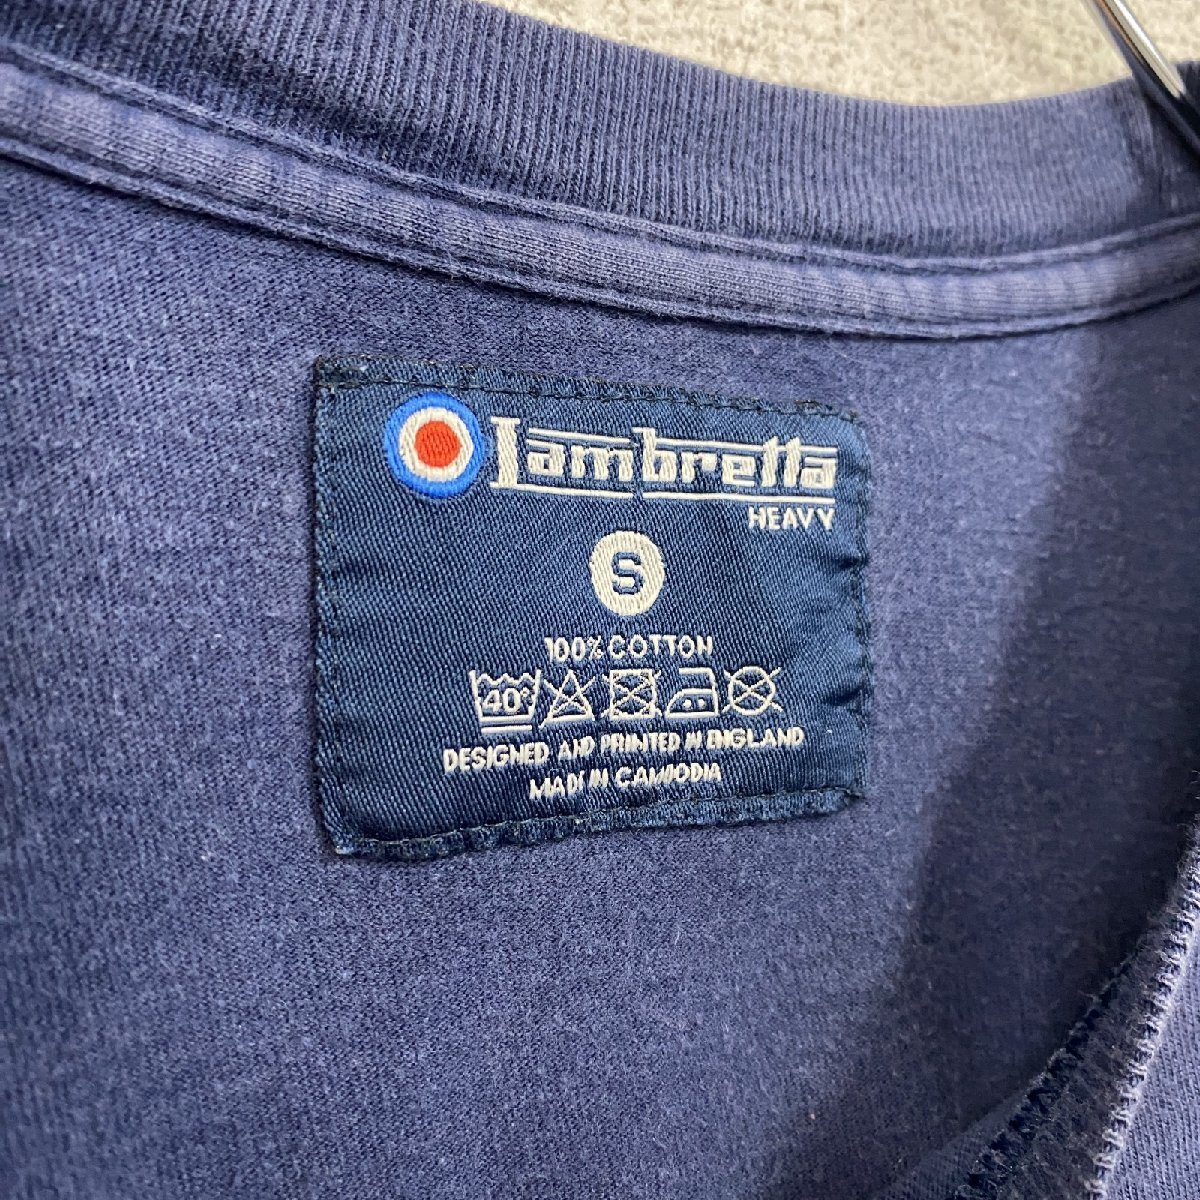 Lambretta
HEAVY
S
100% COTTON
40°
DESIGNED AND PRINTED IN ENGLAND
MADE IN CAMBODIA